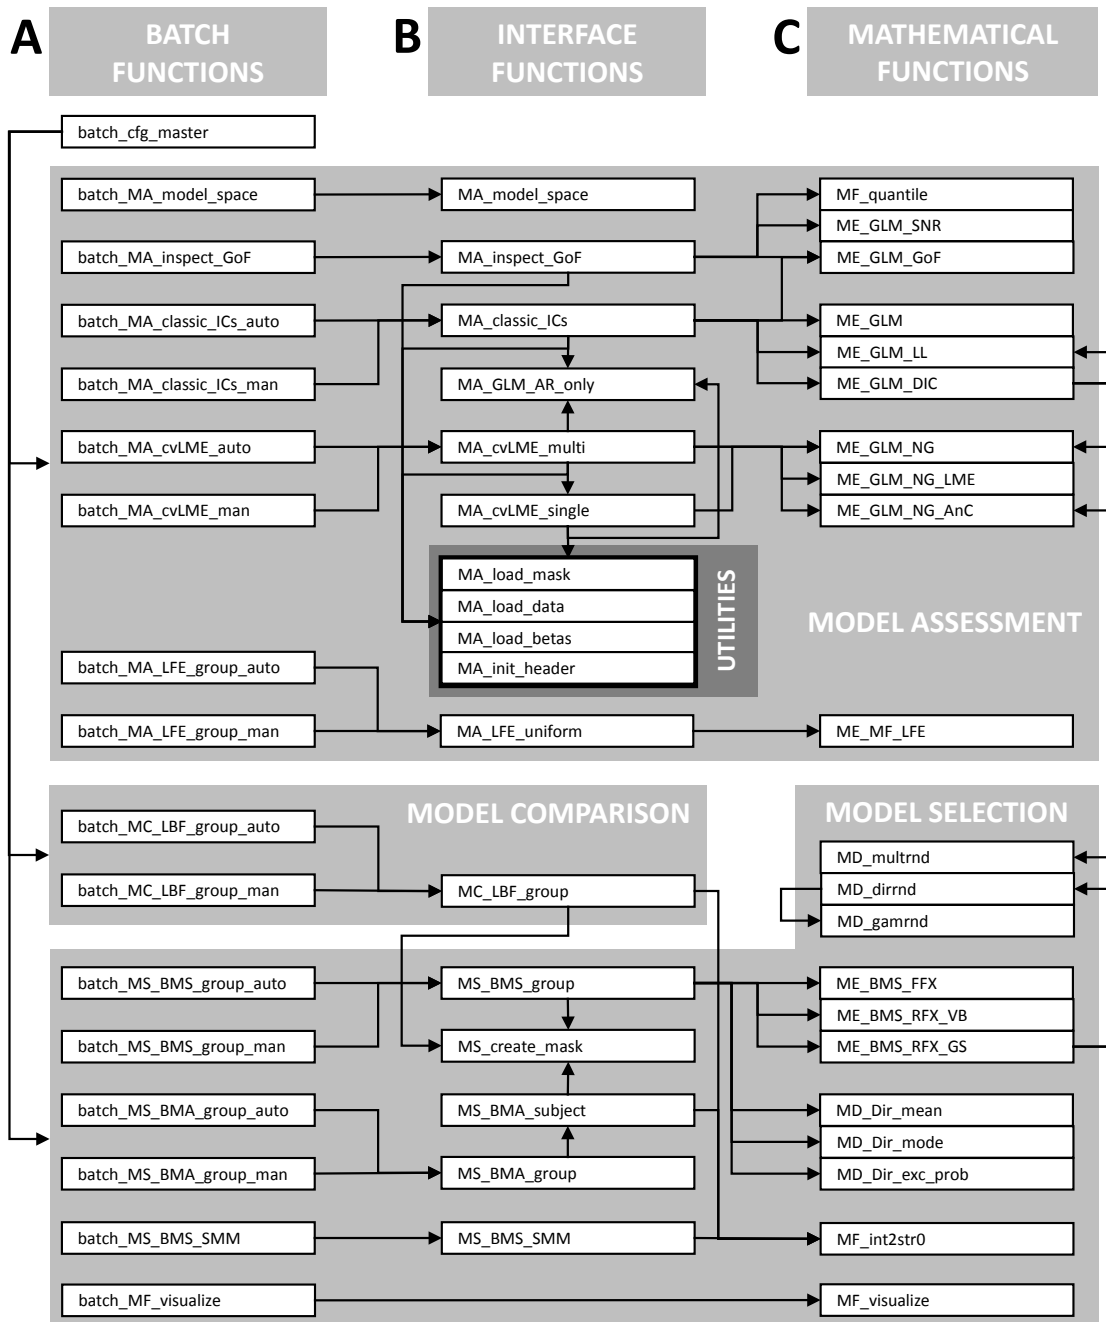 A
BATCH
FUNCTIONS
B
INTERFACE
FUNCTIONS
C
MATHEMATICAL
FUNCTIONS
batch_cfg_master
batch_MA_model_space
MA_model_space
MF_quantile
ME_GLM_SNR
batch_MA_inspect_GoF
MA_inspect_GoF
ME_GLM_GoF
batch_MA_classic_ICs_auto
MA_classic_ICs
ME_GLM
ME_GLM_LL
batch_MA_classic_ICs_man
MA_GLM_AR_only
ME_GLM_DIC
batch_MA_cvLME_auto
MA_cvLME_multi
ME_GLM_NG
ME_GLM_NG_LME
batch_MA_cvLME_man
MA_cvLME_single
ME_GLM_NG_AnC
MA_load_mask
MA_load_data
MA_load_betas
MA_init_header
UTILITIES
MODEL ASSESSMENT
batch_MA_LFE_group_auto
batch_MA_LFE_group_man
MA_LFE_uniform
ME_MF_LFE
MODEL COMPARISON
MODEL SELECTION
batch_MC_LBF_group_auto
MD_multrnd
batch_MC_LBF_group_man
MC_LBF_group
MD_dirrnd
MD_gamrnd
batch_MS_BMS_group_auto
MS_BMS_group
ME_BMS_FFX
ME_BMS_RFX_VB
batch_MS_BMS_group_man
MS_create_mask
ME_BMS_RFX_GS
batch_MS_BMA_group_auto
MS_BMA_subject
MD_Dir_mean
MD_Dir_mode
batch_MS_BMA_group_man
MS_BMA_group
MD_Dir_exc_prob
batch_MS_BMS_SMM
MS_BMS_SMM
MF_int2str0
batch_MF_visualize
MF_visualize